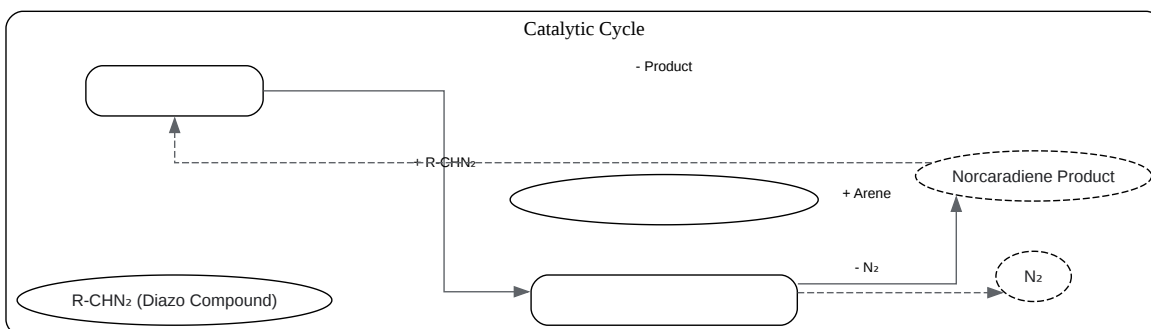 Catalytic Cycle
- Product
+ R-CHN₂
Norcaradiene Product
+ Arene
- N₂
N₂
R-CHN₂ (Diazo Compound)